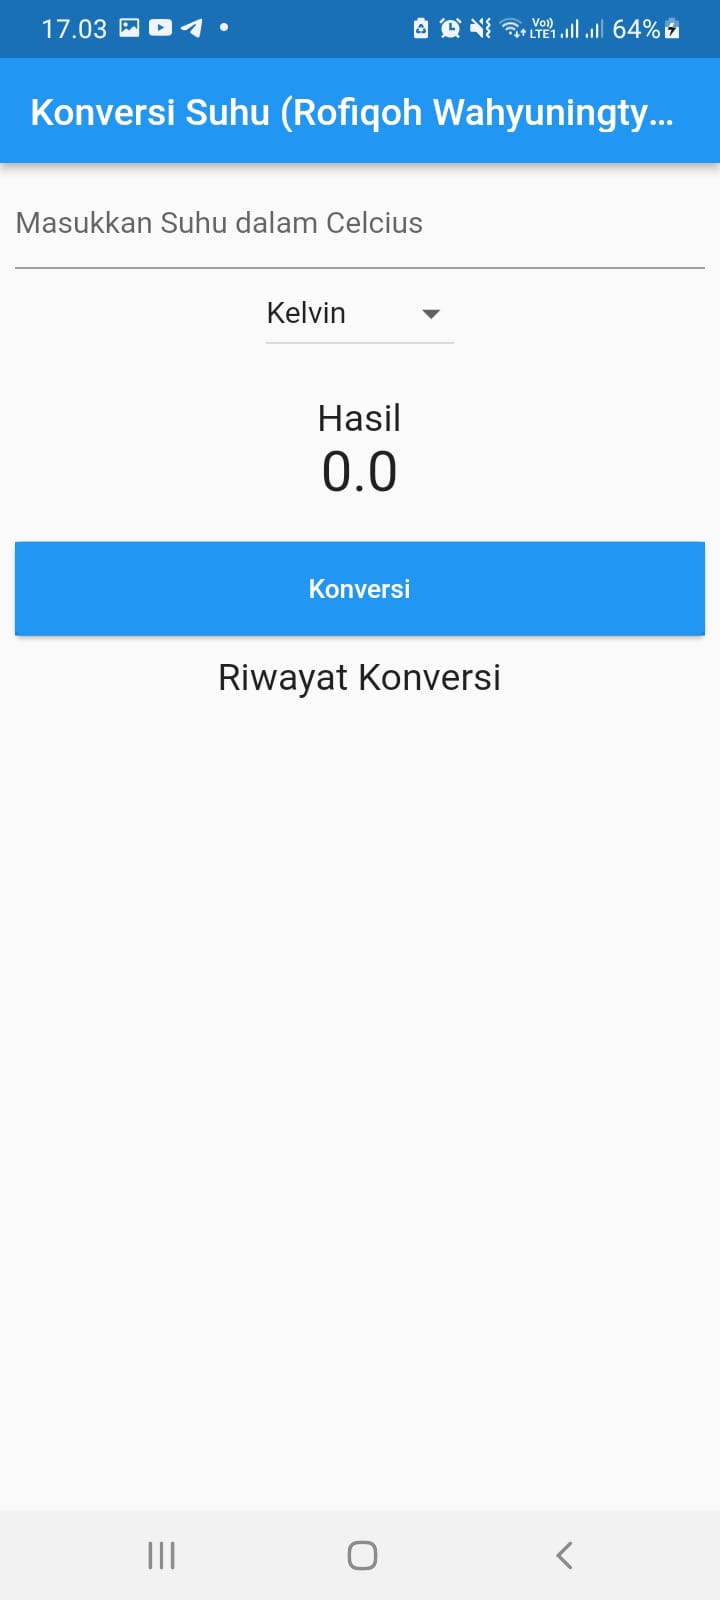 17.03
Vo)) LTE1 64%
Konversi Suhu (Rofiqoh Wahyuningty...
Masukkan Suhu dalam Celcius
Kelvin
Hasil
0.0
Konversi
Riwayat Konversi